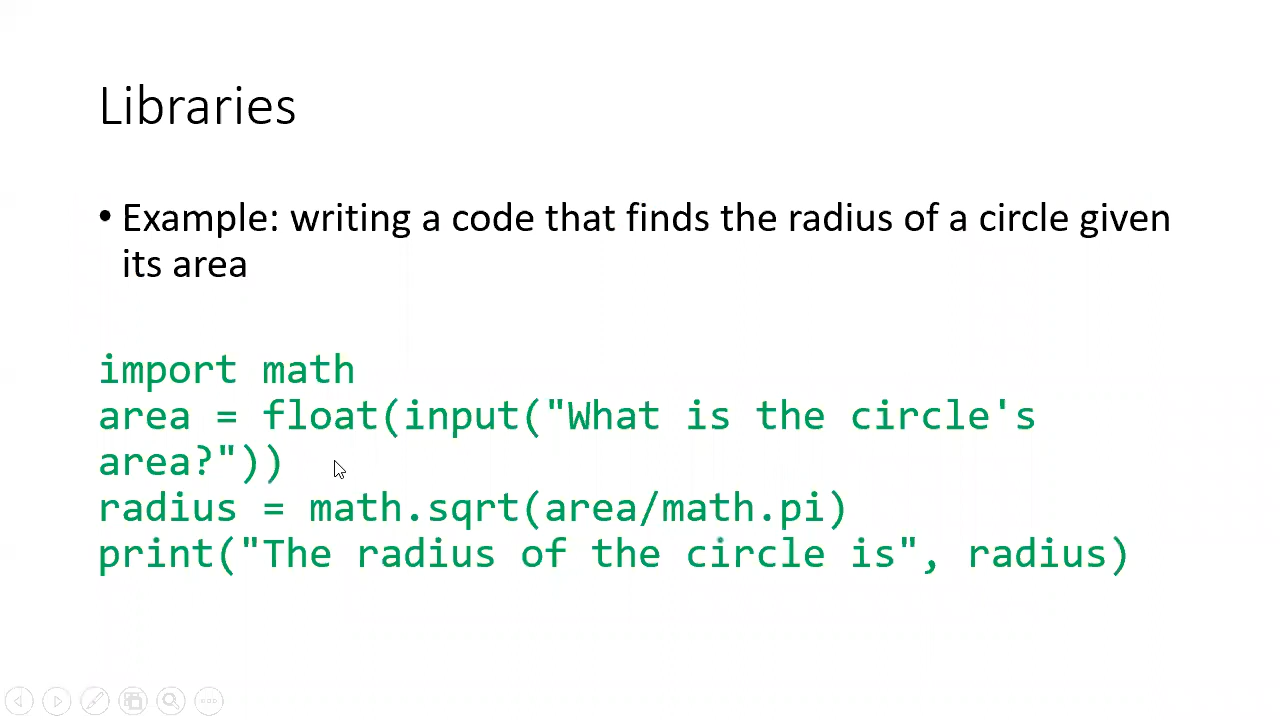 Libraries
• Example: writing a code that finds the radius of a circle given
its area
import math
area = float(input("What is the circle's
area?"))
radius = math.sqrt(area/math.pi)
print("The radius of the circle is", radius)